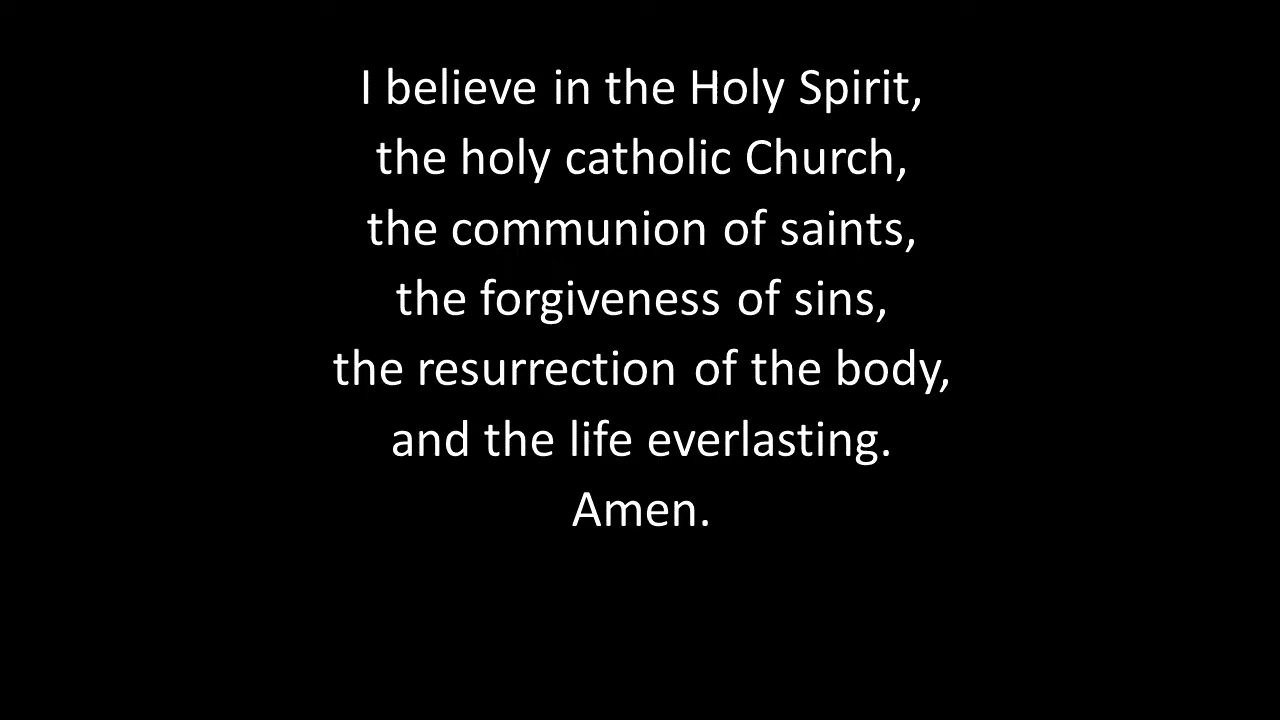 I believe in the Holy Spirit,
the holy catholic Church,
the communion of saints,
the forgiveness of sins,
the resurrection of the body,
and the life everlasting.
Amen.